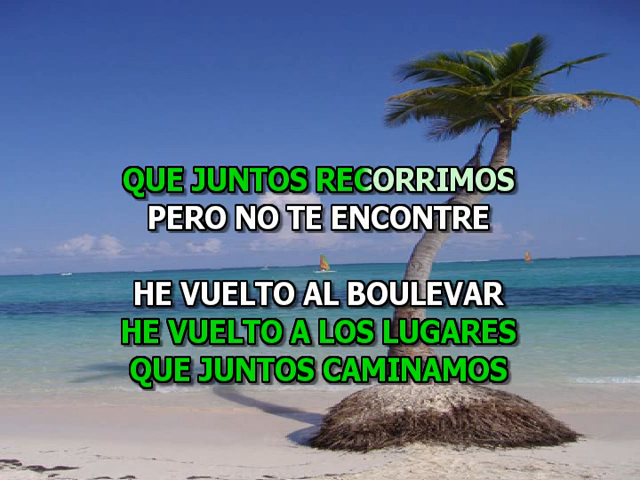 QUE JUNTOS RECORRIMOS
PERO NO TE ENCONTRE
HE VUELTO AL BOULEVAR
HE VUELTO A LOS LUGARES
QUE JUNTOS CAMINAMOS